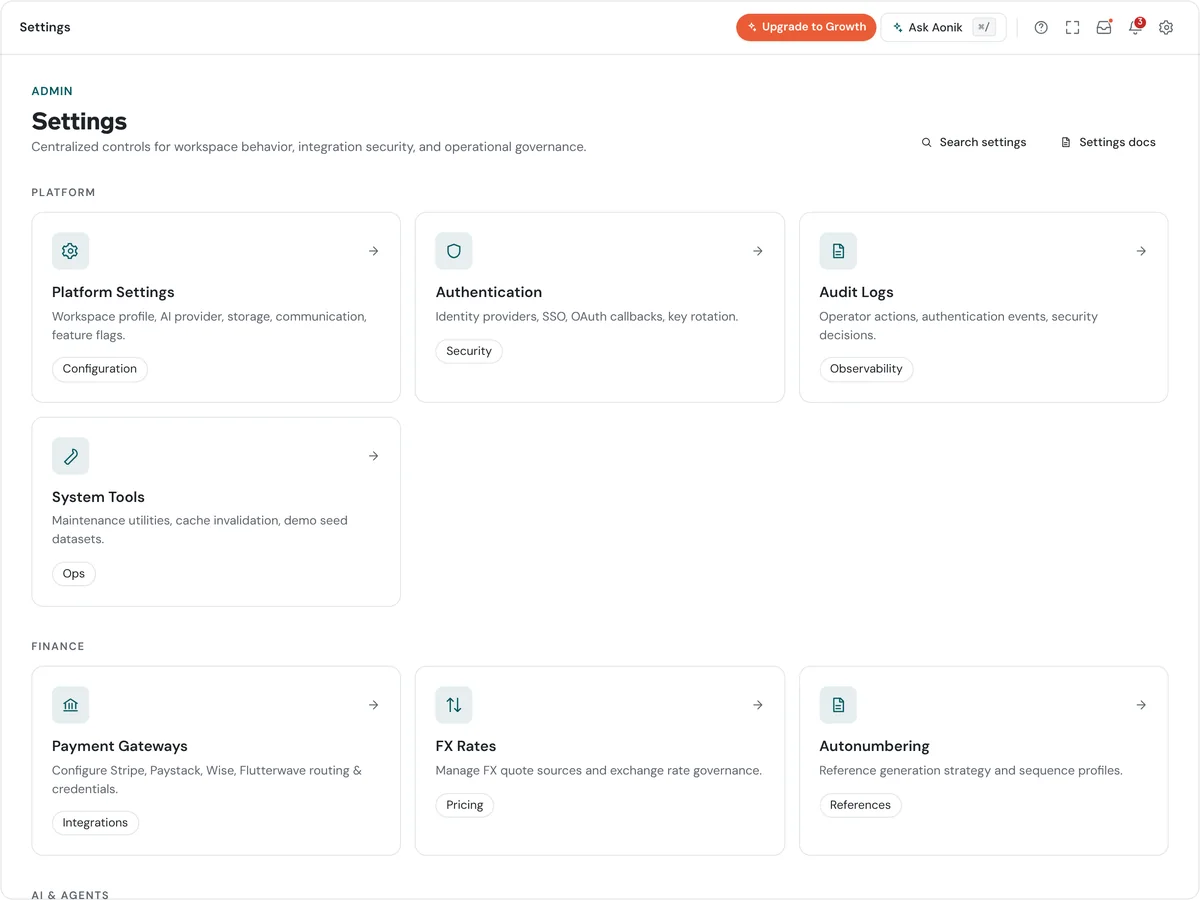 Settings
Upgrade to Growth
Ask Aonik
⌘/
3
ADMIN
Settings
Centralized controls for workspace behavior, integration security, and operational governance.
Search settings
Settings docs
PLATFORM
Platform Settings
Workspace profile, AI provider, storage, communication,
feature flags.
Configuration
Authentication
Identity providers, SSO, OAuth callbacks, key rotation.
Security
Audit Logs
Operator actions, authentication events, security
decisions.
Observability
System Tools
Maintenance utilities, cache invalidation, demo seed
datasets.
Ops
FINANCE
Payment Gateways
Configure Stripe, Paystack, Wise, Flutterwave routing &
credentials.
Integrations
FX Rates
Manage FX quote sources and exchange rate governance.
Pricing
Autonumbering
Reference generation strategy and sequence profiles.
References
AI & AGENTS